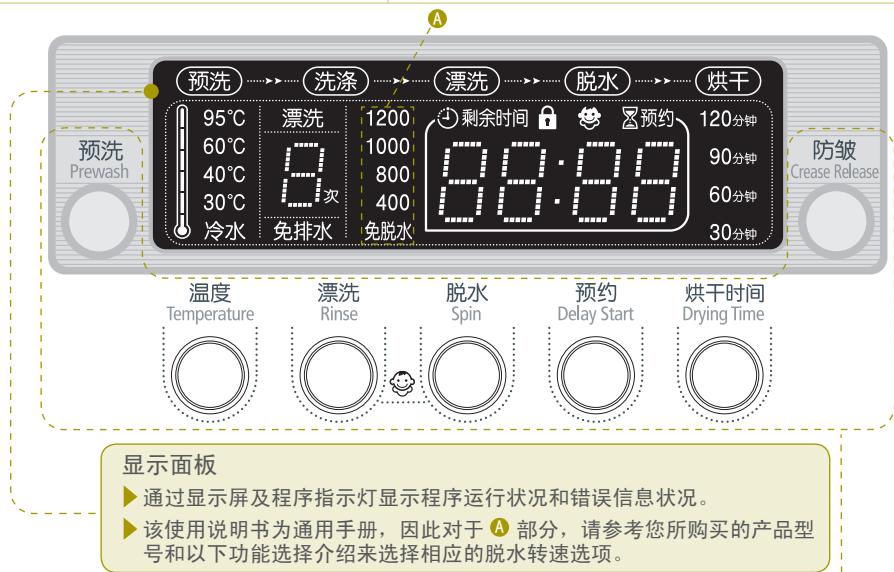 A
预洗 洗涤 漂洗 脱水 烘干
95℃ 漂洗 1200 剩余时间 预约 120分钟
60℃ 1000 90分钟
40℃ 8 800 88:88
30℃ 次 400 60分钟
冷水 免排水 免脱水 30分钟
预洗
Prewash
防皱
Crease Release
温度 漂洗 脱水 预约 烘干时间
Temperature Rinse Spin Delay Start Drying Time
显示面板
通过显示屏及程序指示灯显示程序运行状况和错误信息状况。
该使用说明书为通用手册，因此对于 A 部分，请参考您所购买的产品型
号和以下功能选择介绍来选择相应的脱水转速选项。